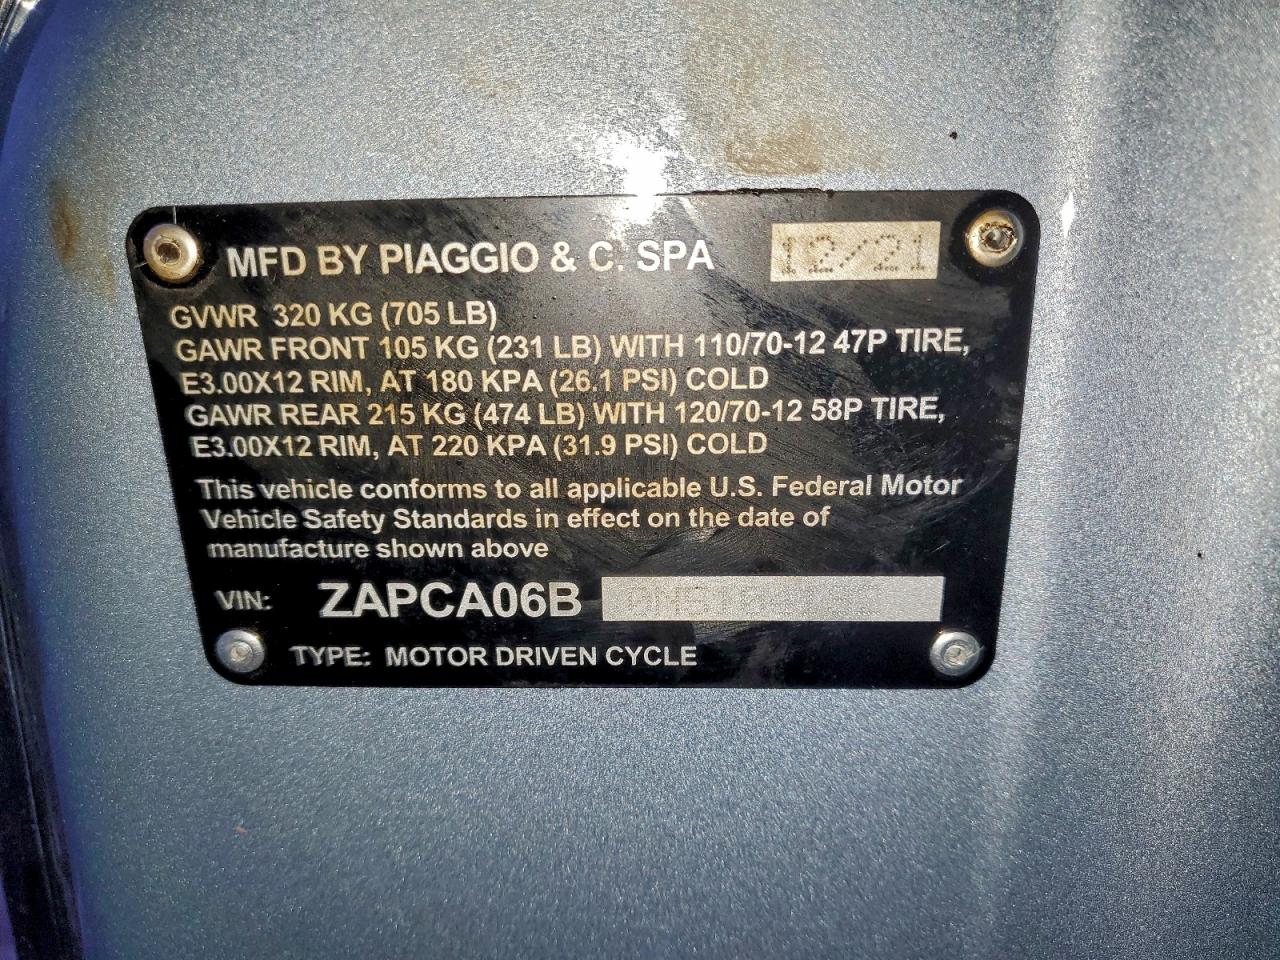 MFD BY PIAGGIO & C. SPA 12/21
GVWR 320 KG (705 LB)
GAWR FRONT 105 KG (231 LB) WITH 110/70-12 47P TIRE,
E3.00X12 RIM, AT 180 KPA (26.1 PSI) COLD
GAWR REAR 215 KG (474 LB) WITH 120/70-12 58P TIRE,
E3.00X12 RIM, AT 220 KPA (31.9 PSI) COLD
This vehicle conforms to all applicable U.S. Federal Motor
Vehicle Safety Standards in effect on the date of
manufacture shown above
VIN: ZAPCA06B
TYPE: MOTOR DRIVEN CYCLE